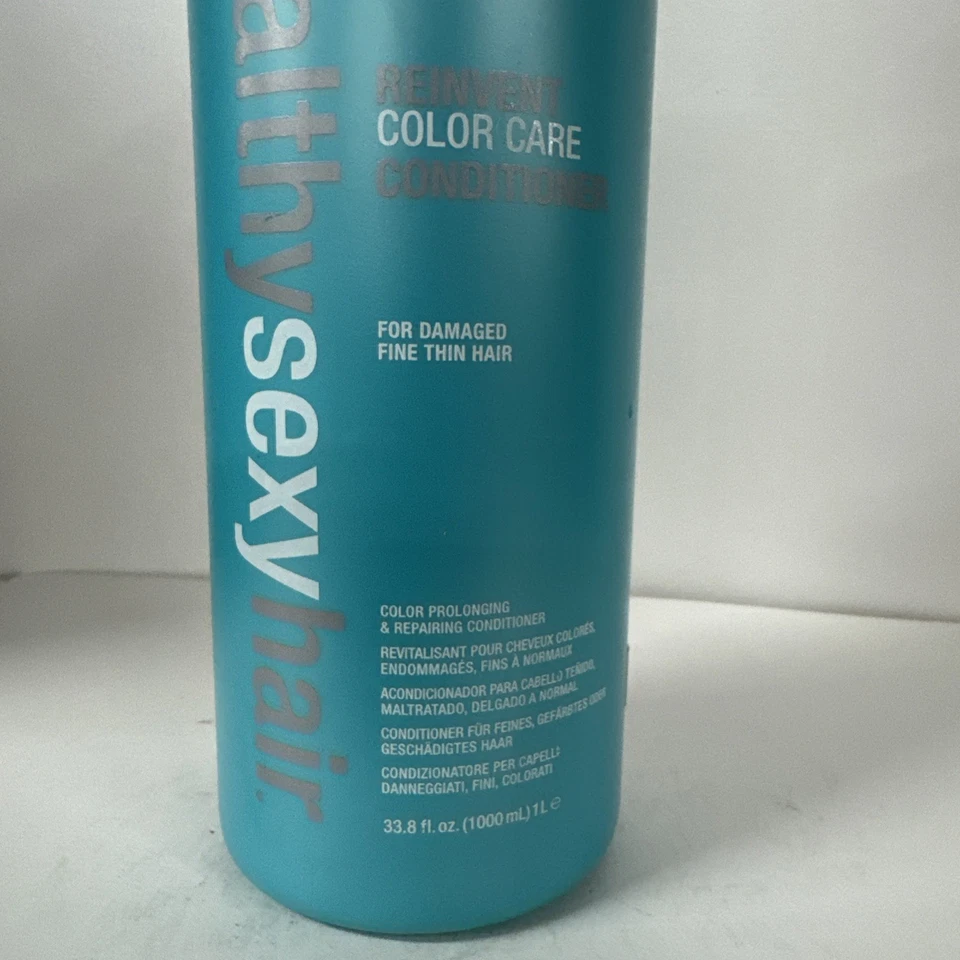 althysexyhair
REINVENT
COLOR CARE
CONDITIONER
FOR DAMAGED
FINE THIN HAIR
COLOR PROLONGING
& REPAIRING CONDITIONER
REVITALISANT POUR CHEVEUX COLORÉS,
ENDOMMAGÉS, FINS À NORMAUX
ACONDICIONADOR PARA CABELLO TEÑIDO,
MALTRATADO, DELGADO A NORMAL
CONDITIONER FÜR FEINES, GEFÄRBTES ODER
GESCHÄDIGTES HAAR
CONDIZIONATORE PER CAPELLI:
DANNEGGIATI, FINI, COLORATI
33.8 fl. oz. (1000 mL) 1L ℮